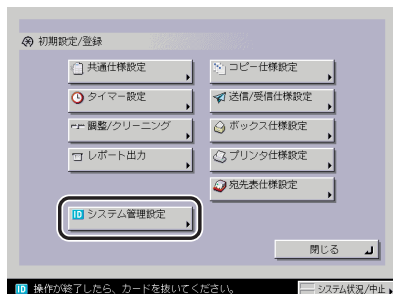 初期設定/登録
共通仕様設定
コピー仕様設定
タイマー設定
送信/受信仕様設定
調整/クリーニング
ボックス仕様設定
レポート出力
プリンタ仕様設定
宛先表仕様設定
ID システム管理設定
閉じる
ID 操作が終了したら、カードを抜いてください。
システム状況/中止